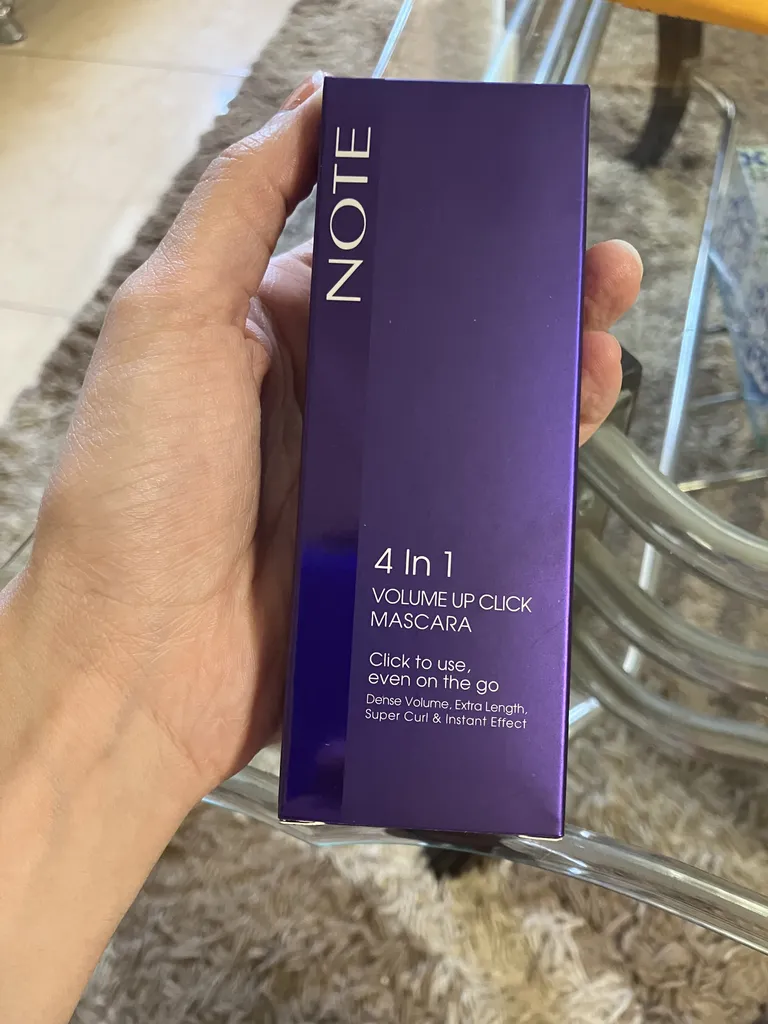 NOTE
4 In 1
VOLUME UP CLICK
MASCARA
Click to use,
even on the go
Dense Volume, Extra Length,
Super Curl & Instant Effect